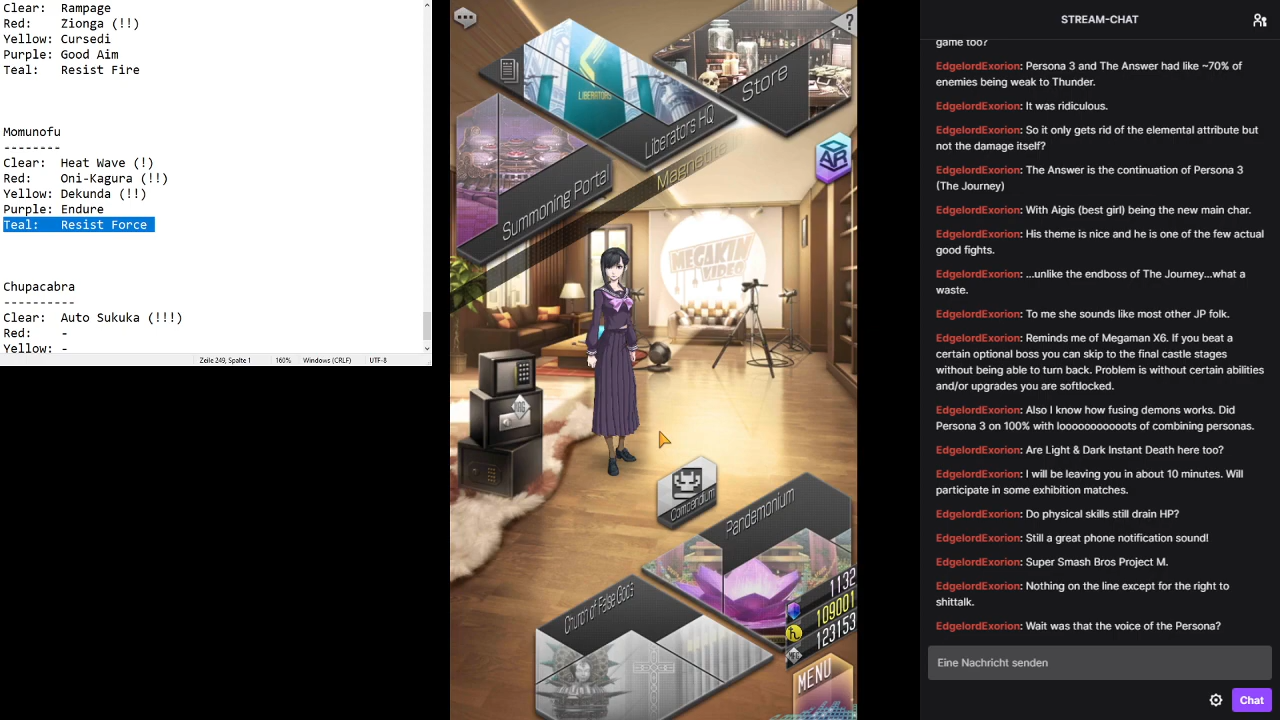 Clear:  Rampage
Red:    Zionga (!!)
Yellow: Cursedi
Purple: Good Aim
Teal:   Resist Fire
Momunofu
--------
Clear:  Heat Wave (!)
Red:    Oni-Kagura (!!)
Yellow: Dekunda (!!)
Purple: Endure
Teal:   Resist Force
Chupacabra
----------
Clear:  Auto Sukuka (!!!)
Red:    -
Yellow: -
Zeile 249, Spalte 1
160%
Windows (CRLF)
UTF-8
?
LIBERATORS
Store
Liberators HQ
AR
Magnetite
Summoning Portal
MEGAKIN
VIDEO
Compendium
Pandemonium
Church of False Gods
1132
109001
123153
MAG
MENU
STREAM-CHAT
game too?
EdgelordExorion: Persona 3 and The Answer had like ~70% of
enemies being weak to Thunder.
EdgelordExorion: It was ridiculous.
EdgelordExorion: So it only gets rid of the elemental attribute but
not the damage itself?
EdgelordExorion: The Answer is the continuation of Persona 3
(The Journey)
EdgelordExorion: With Aigis (best girl) being the new main char.
EdgelordExorion: His theme is nice and he is one of the few actual
good fights.
EdgelordExorion: ...unlike the endboss of The Journey...what a
waste.
EdgelordExorion: To me she sounds like most other JP folk.
EdgelordExorion: Reminds me of Megaman X6. If you beat a
certain optional boss you can skip to the final castle stages
without being able to turn back. Problem is without certain abilities
and/or upgrades you are softlocked.
EdgelordExorion: Also I know how fusing demons works. Did
Persona 3 on 100% with loooooooooots of combining personas.
EdgelordExorion: Are Light & Dark Instant Death here too?
EdgelordExorion: I will be leaving you in about 10 minutes. Will
participate in some exhibition matches.
EdgelordExorion: Do physical skills still drain HP?
EdgelordExorion: Still a great phone notification sound!
EdgelordExorion: Super Smash Bros Project M.
EdgelordExorion: Nothing on the line except for the right to
shittalk.
EdgelordExorion: Wait was that the voice of the Persona?
Eine Nachricht senden
Chat